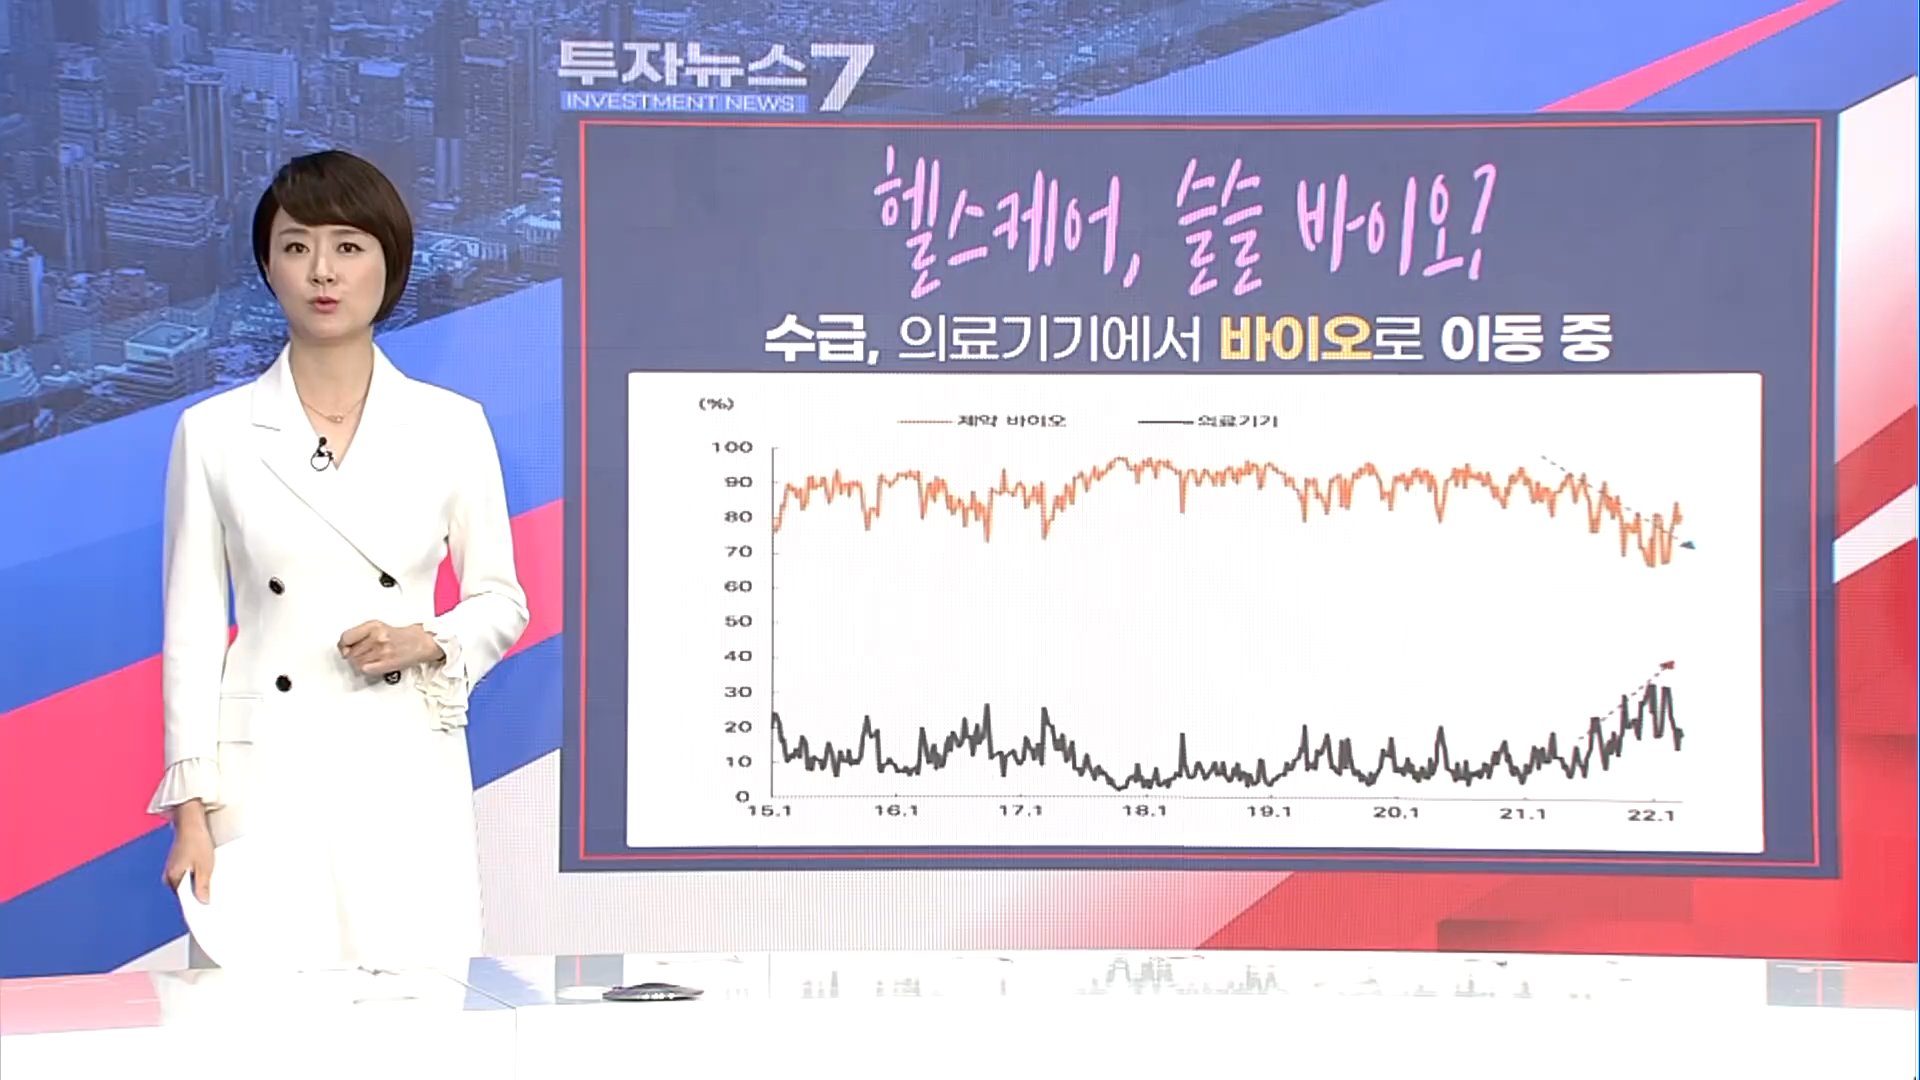 투자뉴스7
INVESTMENT NEWS
헬스케어, 슬슬 바이오?
수급, 의료기기에서 바이오로 이동 중
(%)
제약 바이오
의료기기
100
90
80
70
60
50
40
30
20
10
0
15.1 16.1 17.1 18.1 19.1 20.1 21.1 22.1